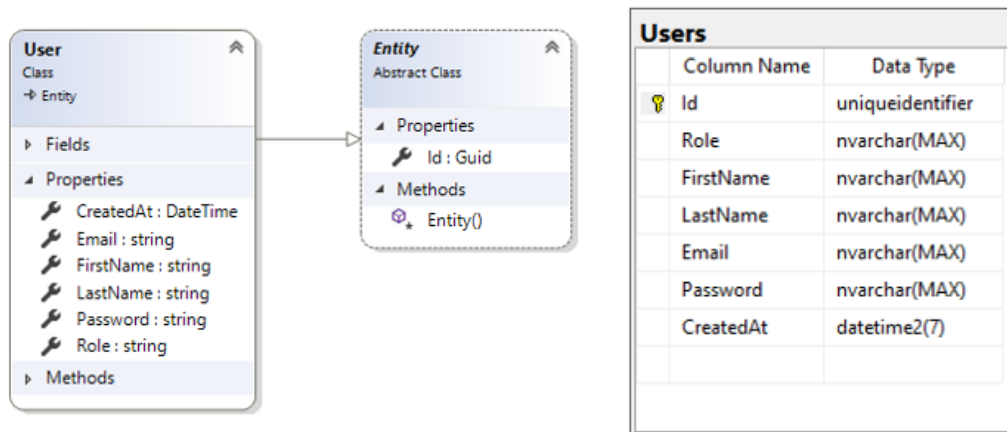 User
Class
Entity
Fields
Properties
CreatedAt : DateTime
Email : string
FirstName : string
LastName : string
Password : string
Role : string
Methods
Entity
Abstract Class
Properties
Id : Guid
Methods
Entity()
Users
Column Name Data Type
Id uniqueidentifier
Role nvarchar(MAX)
FirstName nvarchar(MAX)
LastName nvarchar(MAX)
Email nvarchar(MAX)
Password nvarchar(MAX)
CreatedAt datetime2(7)